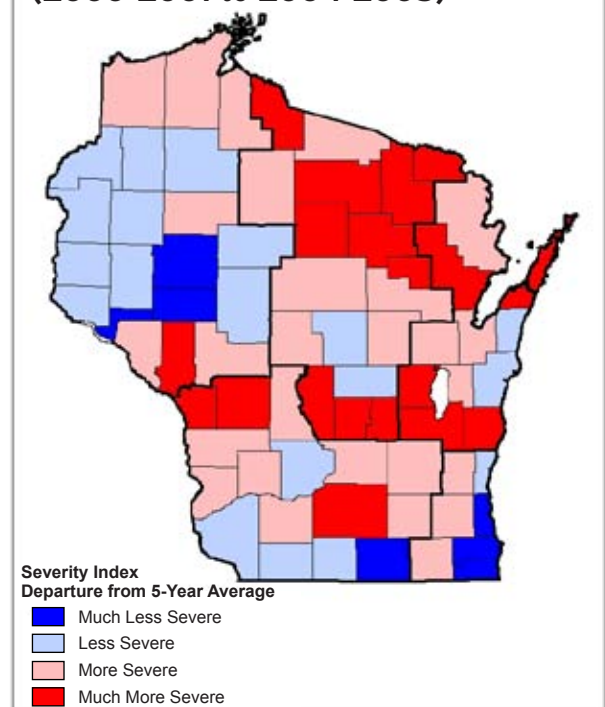 Severity Index
Departure from 5-Year Average
Much Less Severe
Less Severe
More Severe
Much More Severe